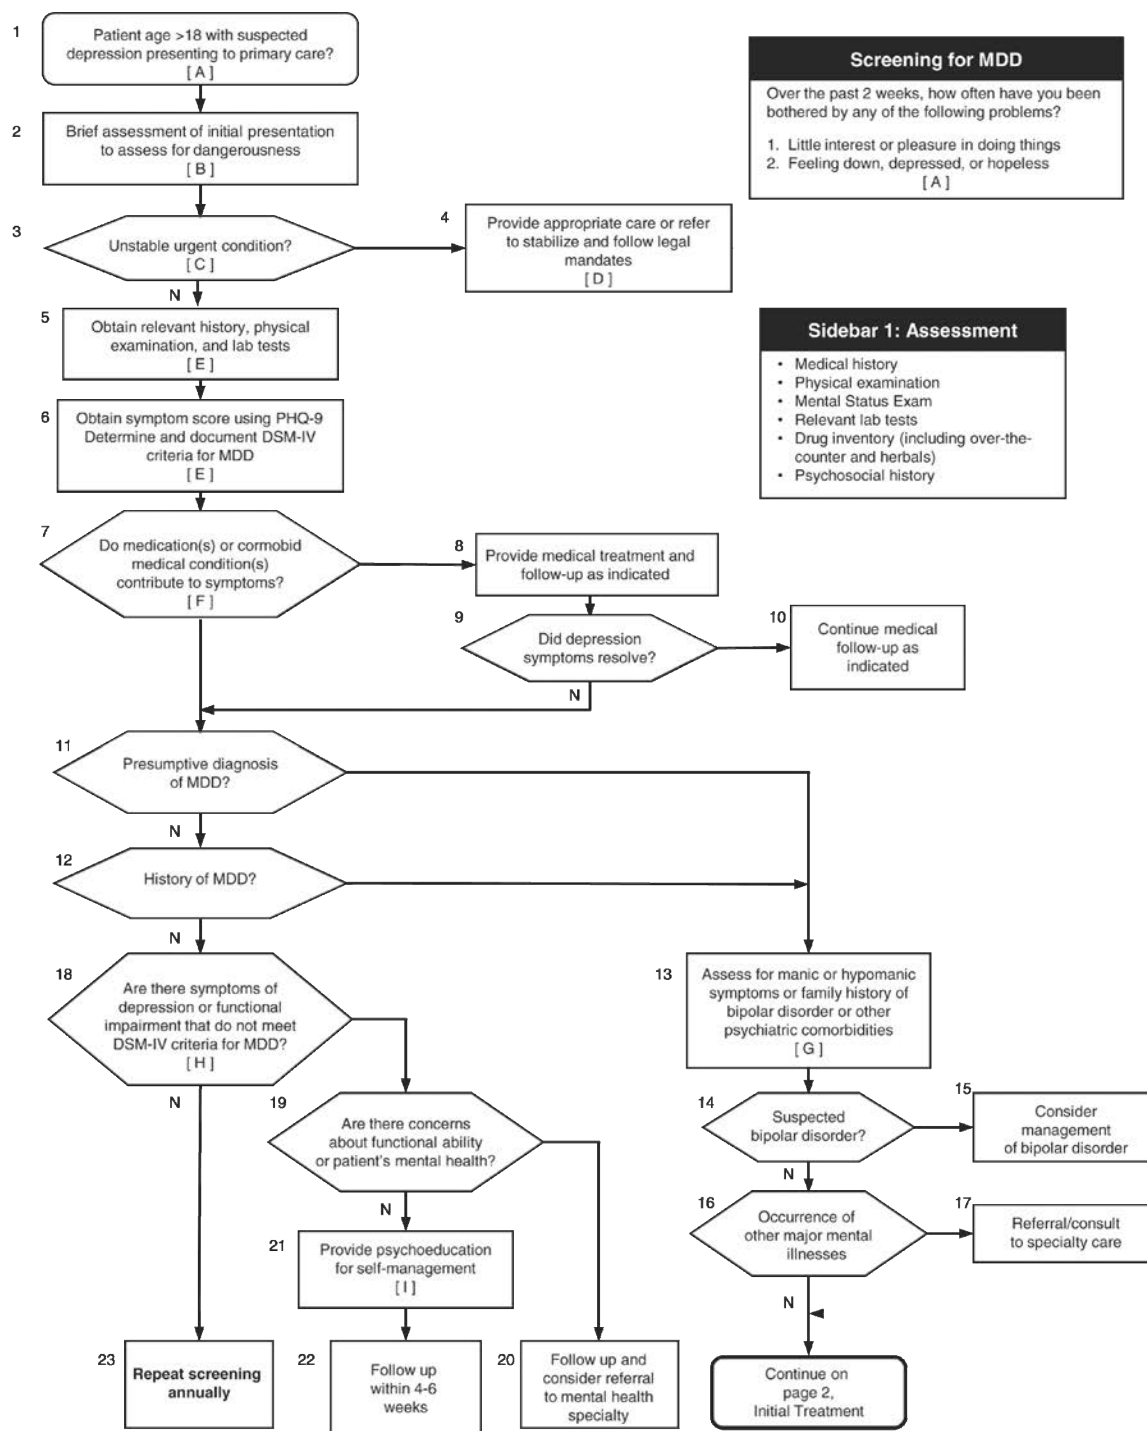 1
Patient age >18 with suspected
depression presenting to primary care?
[ A ]
Screening for MDD
Over the past 2 weeks, how often have you been
bothered by any of the following problems?
1. Little interest or pleasure in doing things
2. Feeling down, depressed, or hopeless
[ A ]
2
Brief assessment of initial presentation
to assess for dangerousness
[ B ]
3
Unstable urgent condition?
[ C ]
N
4
Provide appropriate care or refer
to stabilize and follow legal
mandates
[ D ]
5
Obtain relevant history, physical
examination, and lab tests
[ E ]
Sidebar 1: Assessment
• Medical history
• Physical examination
• Mental Status Exam
• Relevant lab tests
• Drug inventory (including over-the-
counter and herbals)
• Psychosocial history
6
Obtain symptom score using PHQ-9
Determine and document DSM-IV
criteria for MDD
[ E ]
7
Do medication(s) or cormobid
medical condition(s)
contribute to symptoms?
[ F ]
8
Provide medical treatment and
follow-up as indicated
9
Did depression
symptoms resolve?
N
10
Continue medical
follow-up as
indicated
11
Presumptive diagnosis
of MDD?
N
12
History of MDD?
N
18
Are there symptoms of
depression or functional
impairment that do not meet
DSM-IV criteria for MDD?
[ H ]
N
13
Assess for manic or hypomanic
symptoms or family history of
bipolar disorder or other
psychiatric comorbidities
[ G ]
14
Suspected
bipolar disorder?
N
15
Consider
management
of bipolar disorder
19
Are there concerns
about functional ability
or patient's mental health?
N
16
Occurrence of
other major mental
illnesses
N
17
Referral/consult
to specialty care
21
Provide psychoeducation
for self-management
[ I ]
23
Repeat screening
annually
22
Follow up
within 4-6
weeks
20
Follow up and
consider referral
to mental health
specialty
Continue on
page 2,
Initial Treatment